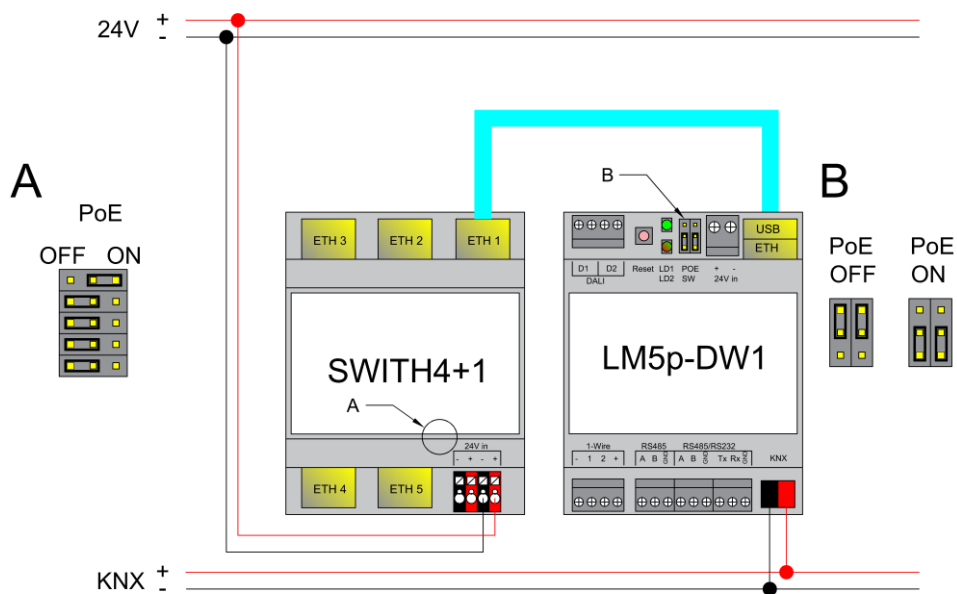 24V + -
A
PoE
OFF ON
B
B
PoE OFF
PoE ON
ETH 3 ETH 2 ETH 1
SWITH4+1
A
24V in
- + - +
ETH 4 ETH 5
USB
ETH
D1 D2
DALI
Reset LD1 POE + -
LD2 SW 24V in
LM5p-DW1
1-Wire RS485 RS485/RS232
- 1 2 + A B GND A B GND Tx Rx GND KNX
KNX + -